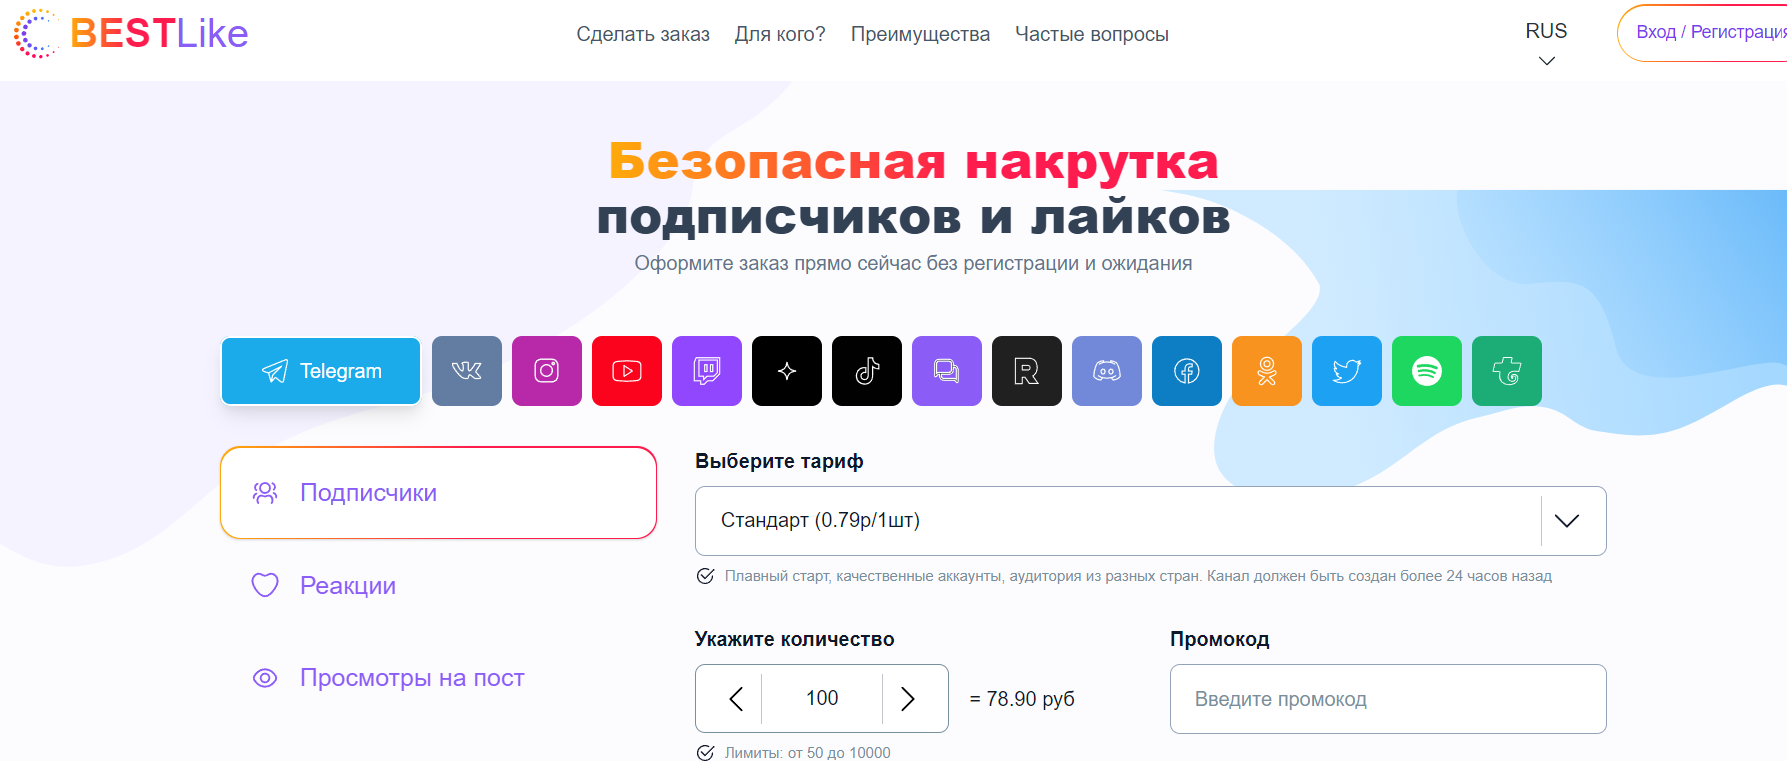 BESTLike
Сделать заказ Для кого? Преимущества Частые вопросы
RUS
Вход / Регистрация
Безопасная накрутка
подписчиков и лайков
Оформите заказ прямо сейчас без регистрации и ожидания
Telegram
Подписчики
Реакции
Просмотры на пост
Выберите тариф
Стандарт (0.79р/1шт)
Плавный старт, качественные аккаунты, аудитория из разных стран. Канал должен быть создан более 24 часов назад
Укажите количество
100
= 78.90 руб
Лимиты: от 50 до 10000
Промокод
Введите промокод